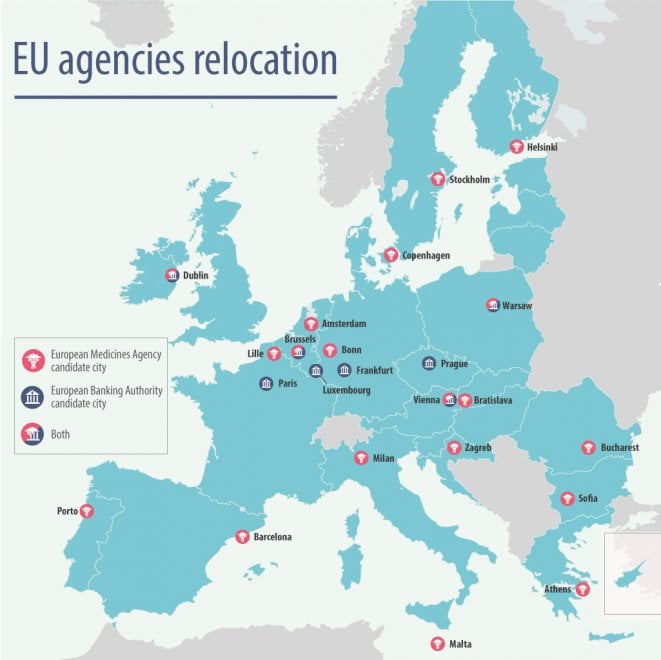 EU agencies relocation
Helsinki
Stockholm
Copenhagen
Dublin
Warsaw
Amsterdam
Brussels
Lille
Bonn
Frankfurt
Prague
Paris
Luxembourg
European Medicines Agency
candidate city
European Banking Authority
candidate city
Both
Vienna
Bratislava
Zagreb
Bucharest
Milan
Sofia
Porto
Barcelona
Athens
Malta